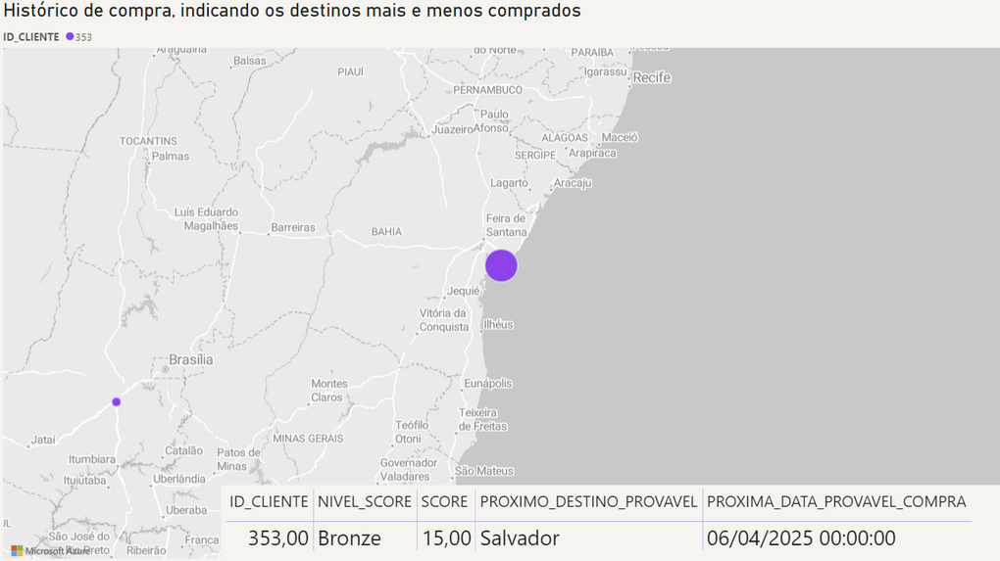 Histórico de compra, indicando os destinos mais e menos comprados
ID_CLIENTE 353
Araguaína
Balsas
do Norte
PARAÍBA
PIAUÍ
Igarassu
Recife
PERNAMBUCO
Paulo
Afonso
Juazeiro
TOCANTINS
Palmas
ALAGOAS
Maceió
SERGIPE
Arapiraca
Lagarto
Aracaju
Luís Eduardo
Magalhães
Barreiras
BAHIA
Feira de
Santana
Jequié
Vitória da
Conquista
Ilhéus
Brasília
Montes
Claros
Eunápolis
Teixeira
de Freitas
Teófilo
Otoni
Jataí
MINAS GERAIS
Itumbiara
Catalão
Patos de
Minas
Governador
Valadares
São Mateus
Ituiutaba
Uberlândia
Uberaba
São José do
Rio Preto
Ribeirão
Franca
Microsoft Azure
ID_CLIENTE NIVEL_SCORE SCORE PROXIMO_DESTINO_PROVAVEL PROXIMA_DATA_PROVAVEL_COMPRA
353,00 Bronze 15,00 Salvador 06/04/2025 00:00:00